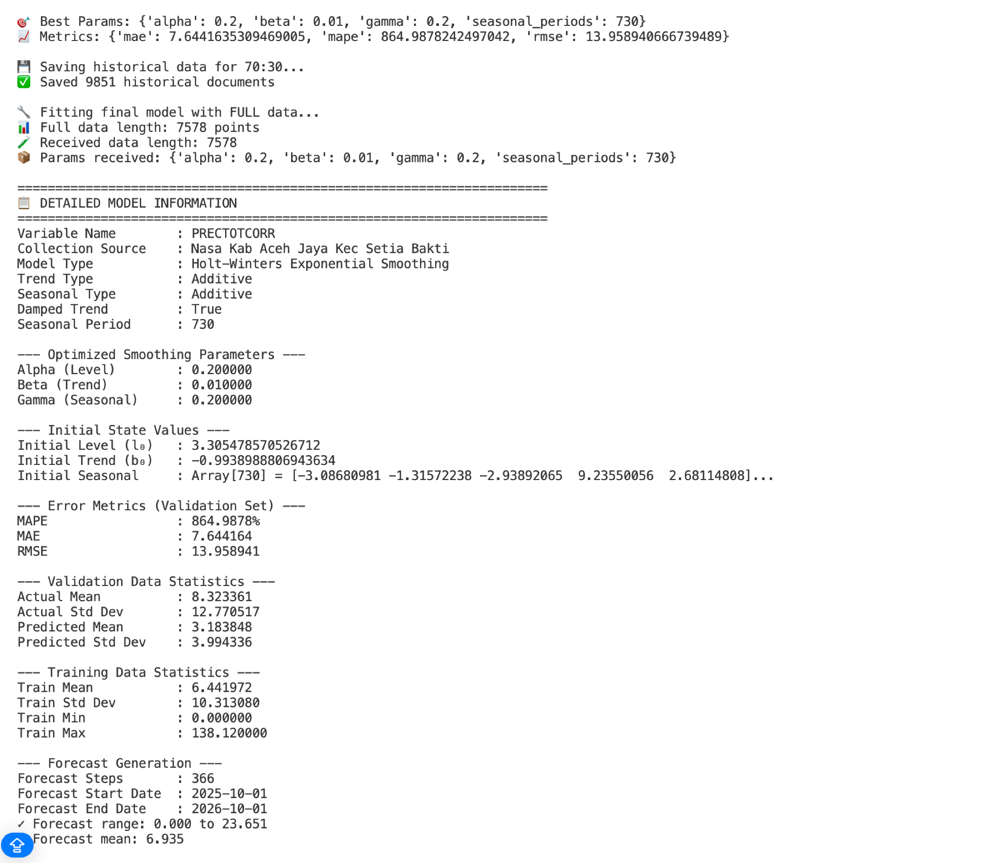 🎯 Best Params: {'alpha': 0.2, 'beta': 0.01, 'gamma': 0.2, 'seasonal_periods': 730}
📈 Metrics: {'mae': 7.6441635309469005, 'mape': 864.9878242497042, 'rmse': 13.958940666739489}
💾 Saving historical data for 70:30...
✅ Saved 9851 historical documents
🔧 Fitting final model with FULL data...
📊 Full data length: 7578 points
🧪 Received data length: 7578
📦 Params received: {'alpha': 0.2, 'beta': 0.01, 'gamma': 0.2, 'seasonal_periods': 730}
======================================================================
📋 DETAILED MODEL INFORMATION
======================================================================
Variable Name        : PRECTOTCORR
Collection Source    : Nasa Kab Aceh Jaya Kec Setia Bakti
Model Type           : Holt-Winters Exponential Smoothing
Trend Type           : Additive
Seasonal Type        : Additive
Damped Trend         : True
Seasonal Period      : 730
--- Optimized Smoothing Parameters ---
Alpha (Level)        : 0.200000
Beta (Trend)         : 0.010000
Gamma (Seasonal)     : 0.200000
--- Initial State Values ---
Initial Level (l₀)   : 3.305478570526712
Initial Trend (b₀)   : -0.9938988806943634
Initial Seasonal     : Array[730] = [-3.08680981 -1.31572238 -2.93892065  9.23550056  2.68114808]...
--- Error Metrics (Validation Set) ---
MAPE                 : 864.9878%
MAE                  : 7.644164
RMSE                 : 13.958941
--- Validation Data Statistics ---
Actual Mean          : 8.323361
Actual Std Dev       : 12.770517
Predicted Mean       : 3.183848
Predicted Std Dev    : 3.994336
--- Training Data Statistics ---
Train Mean           : 6.441972
Train Std Dev        : 10.313080
Train Min            : 0.000000
Train Max            : 138.120000
--- Forecast Generation ---
Forecast Steps       : 366
Forecast Start Date  : 2025-10-01
Forecast End Date    : 2026-10-01
✓ Forecast range: 0.000 to 23.651
Forecast mean: 6.935